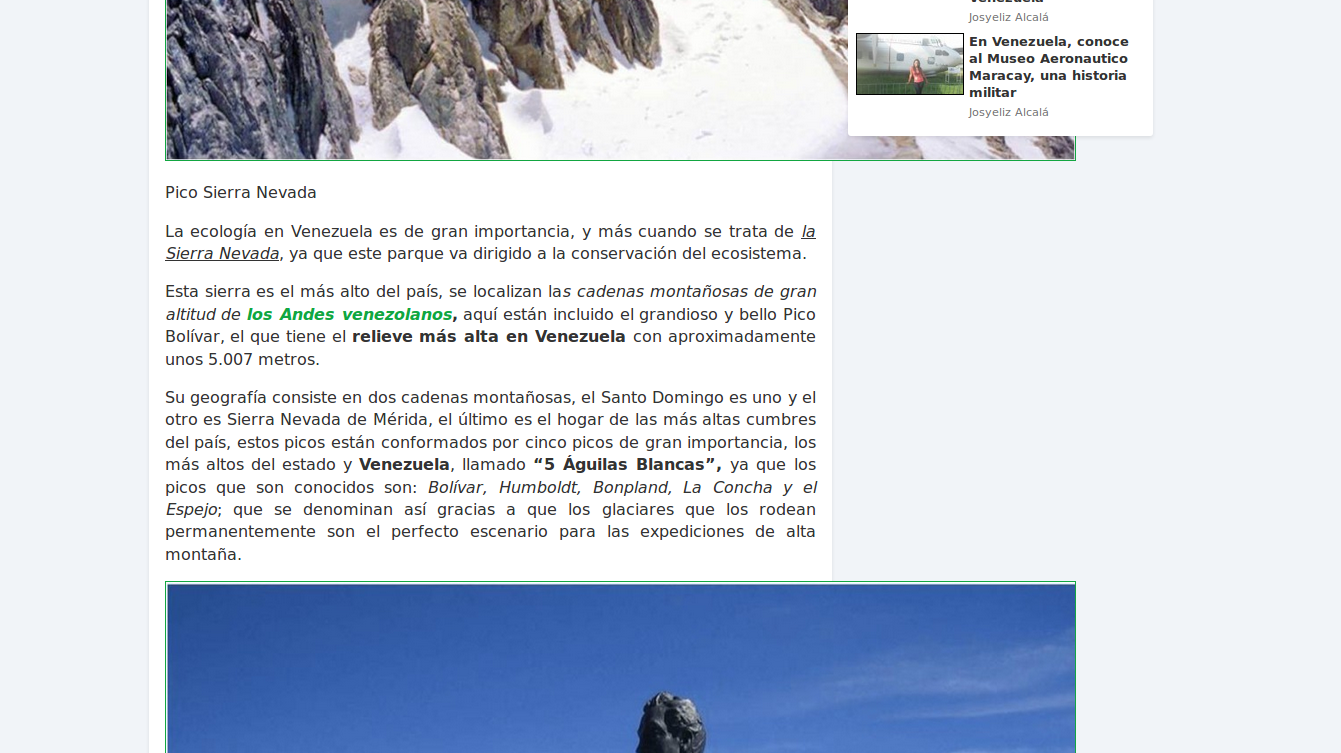 Venezuela
Josyeliz Alcalá
En Venezuela, conoce
al Museo Aeronautico
Maracay, una historia
militar
Josyeliz Alcalá
Pico Sierra Nevada
La ecología en Venezuela es de gran importancia, y más cuando se trata de la
Sierra Nevada, ya que este parque va dirigido a la conservación del ecosistema.
Esta sierra es el más alto del país, se localizan las cadenas montañosas de gran
altitud de los Andes venezolanos, aquí están incluido el grandioso y bello Pico
Bolívar, el que tiene el relieve más alta en Venezuela con aproximadamente
unos 5.007 metros.
Su geografía consiste en dos cadenas montañosas, el Santo Domingo es uno y el
otro es Sierra Nevada de Mérida, el último es el hogar de las más altas cumbres
del país, estos picos están conformados por cinco picos de gran importancia, los
más altos del estado y Venezuela, llamado “5 Águilas Blancas”, ya que los
picos que son conocidos son: Bolívar, Humboldt, Bonpland, La Concha y el
Espejo; que se denominan así gracias a que los glaciares que los rodean
permanentemente son el perfecto escenario para las expediciones de alta
montaña.